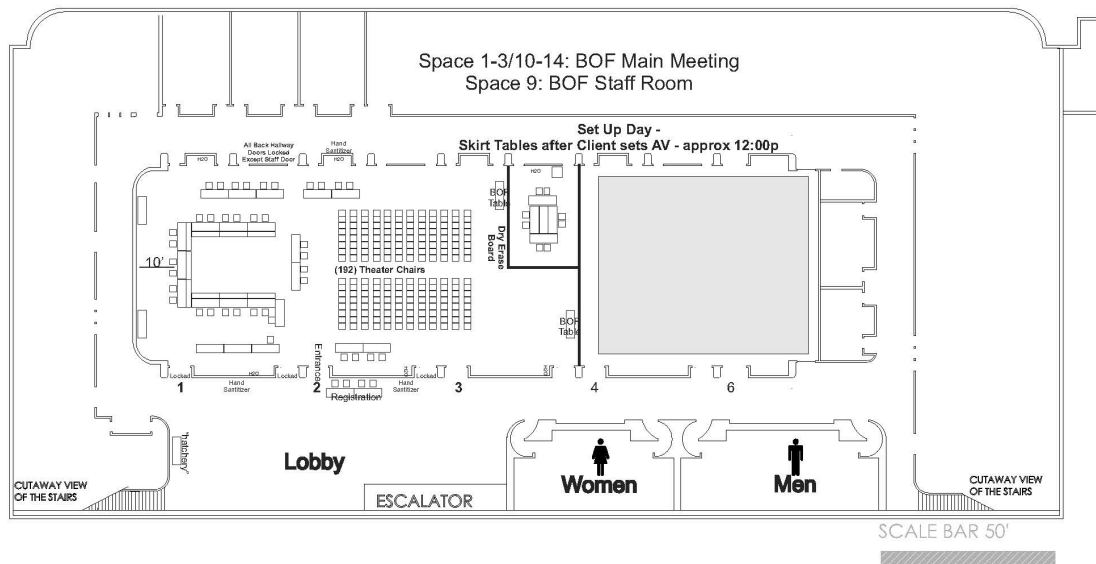 Space 1-3/10-14: BOF Main Meeting
Space 9: BOF Staff Room
Set Up Day -
Skirt Tables after Client sets AV - approx 12:00p
All Back Hallway
Doors Locked
Except Staff Door
Hand
Sanitizer
H2O
H2O
H2O
BOF
Table
Dry Erase
Board
10'
(192) Theater Chairs
BOF
Table
Entrance
Locked
H2O
Locked
H2O
Locked
H2O
1
Hand
Santitizer
2
Hand
Santitizer
3
4
6
Registration
"hatchery"
Lobby
ESCALATOR
Women
Men
CUTAWAY VIEW
OF THE STAIRS
CUTAWAY VIEW
OF THE STAIRS
SCALE BAR 50'